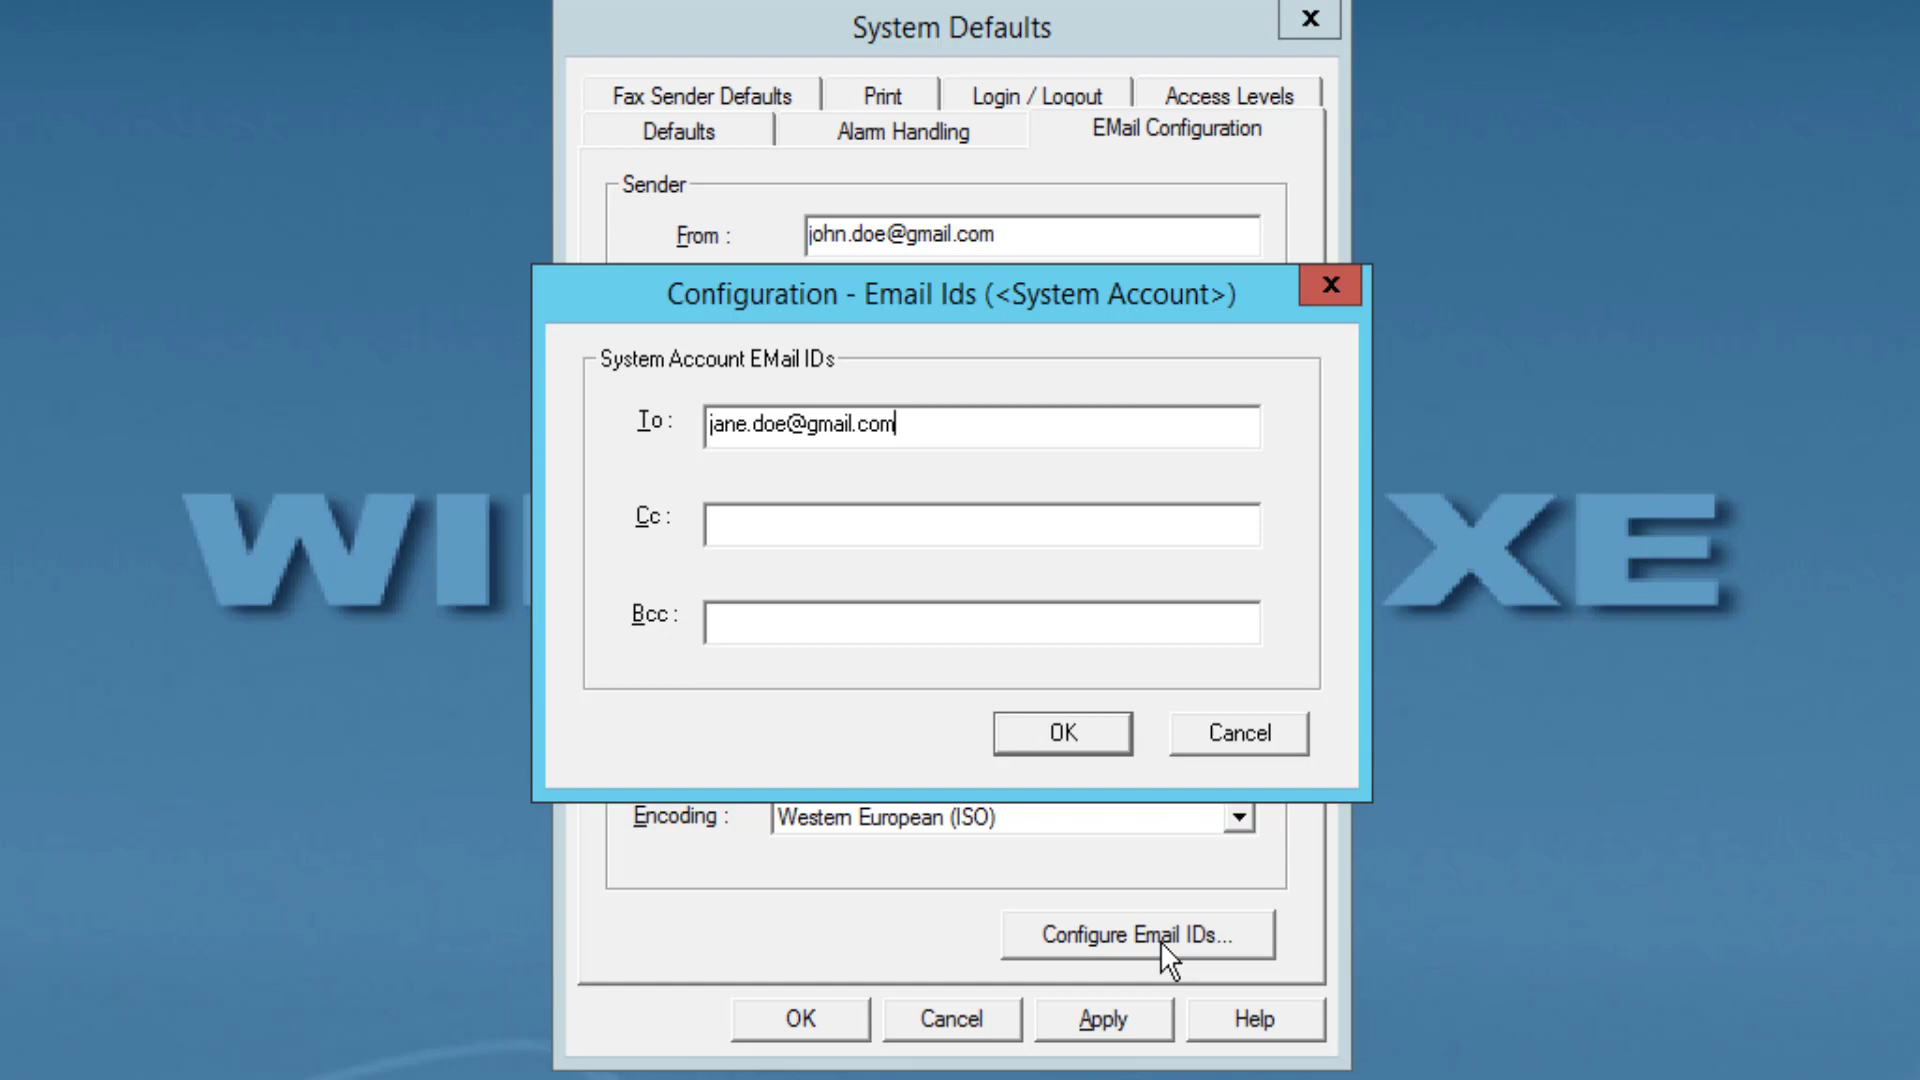 System Defaults
X
Fax Sender Defaults
Print
Login / Logout
Access Levels
Defaults
Alarm Handling
EMail Configuration
Sender
From :
john.doe@gmail.com
Configuration - Email Ids (<System Account>)
X
System Account EMail IDs
To :
jane.doe@gmail.com
Cc :
Bcc :
OK
Cancel
Encoding :
Western European (ISO)
Configure Email IDs...
OK
Cancel
Apply
Help
WI
XE